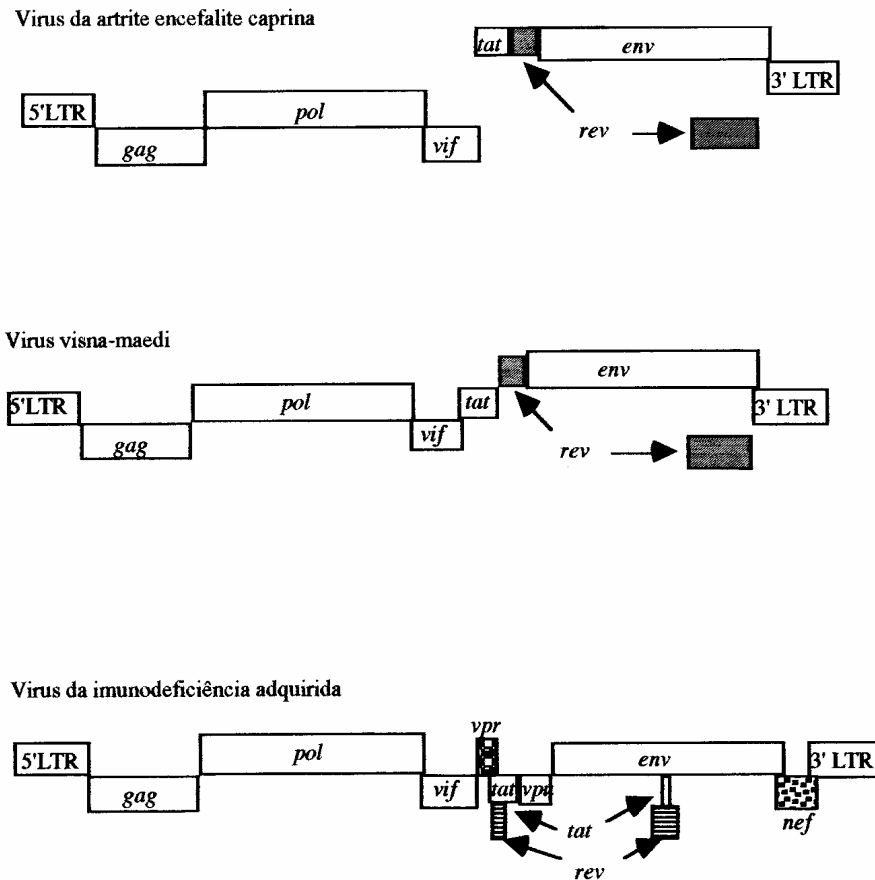 Virus da artrite encefalite caprina
tat env
3' LTR
5'LTR pol
rev
gag vif
Virus visna-maedi
env
5'LTR pol tat 3' LTR
gag vif
rev
Virus da imunodeficiência adquirida
vpr
5'LTR pol env 3' LTR
gag vif tat nef
tat
rev